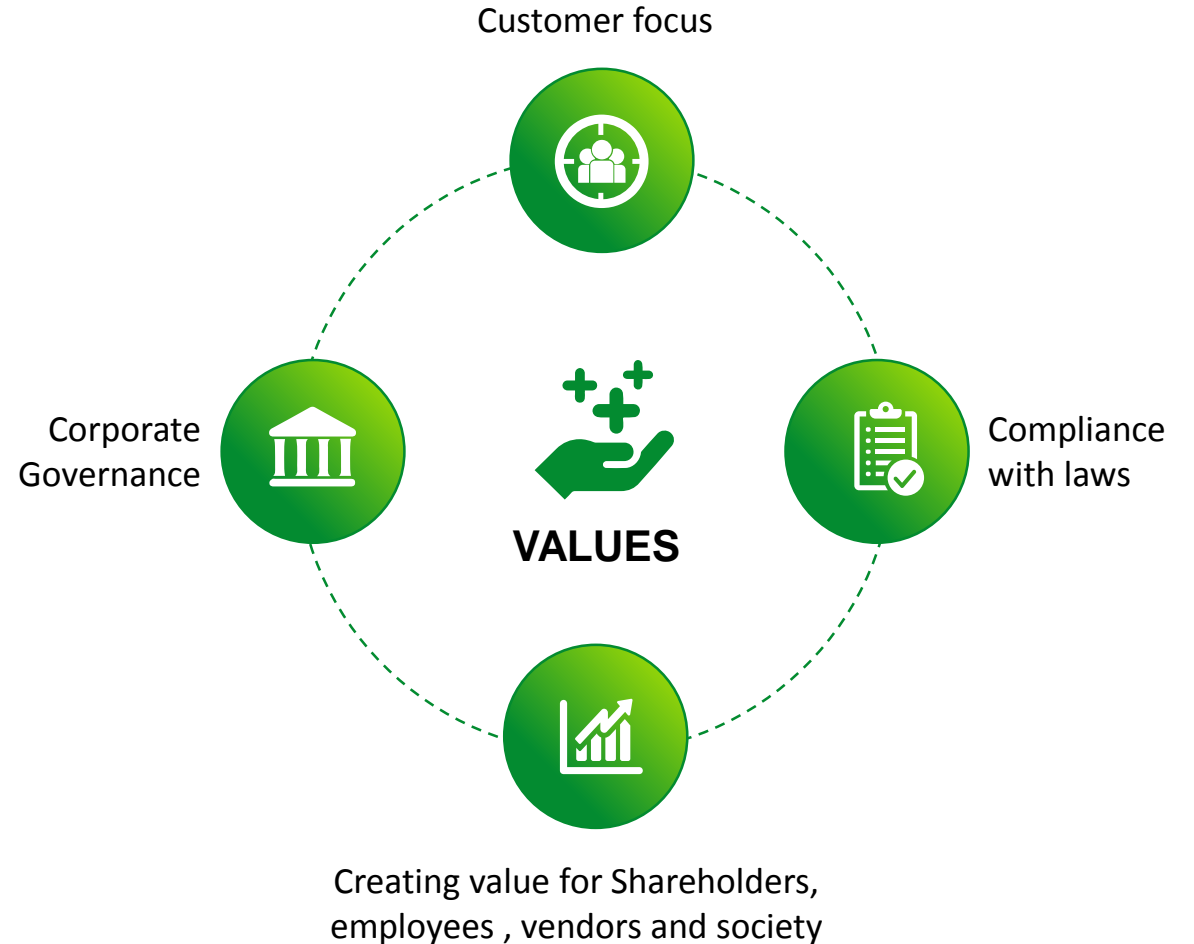 Customer focus
Corporate
Governance
VALUES
Compliance
with laws
Creating value for Shareholders,
employees , vendors and society